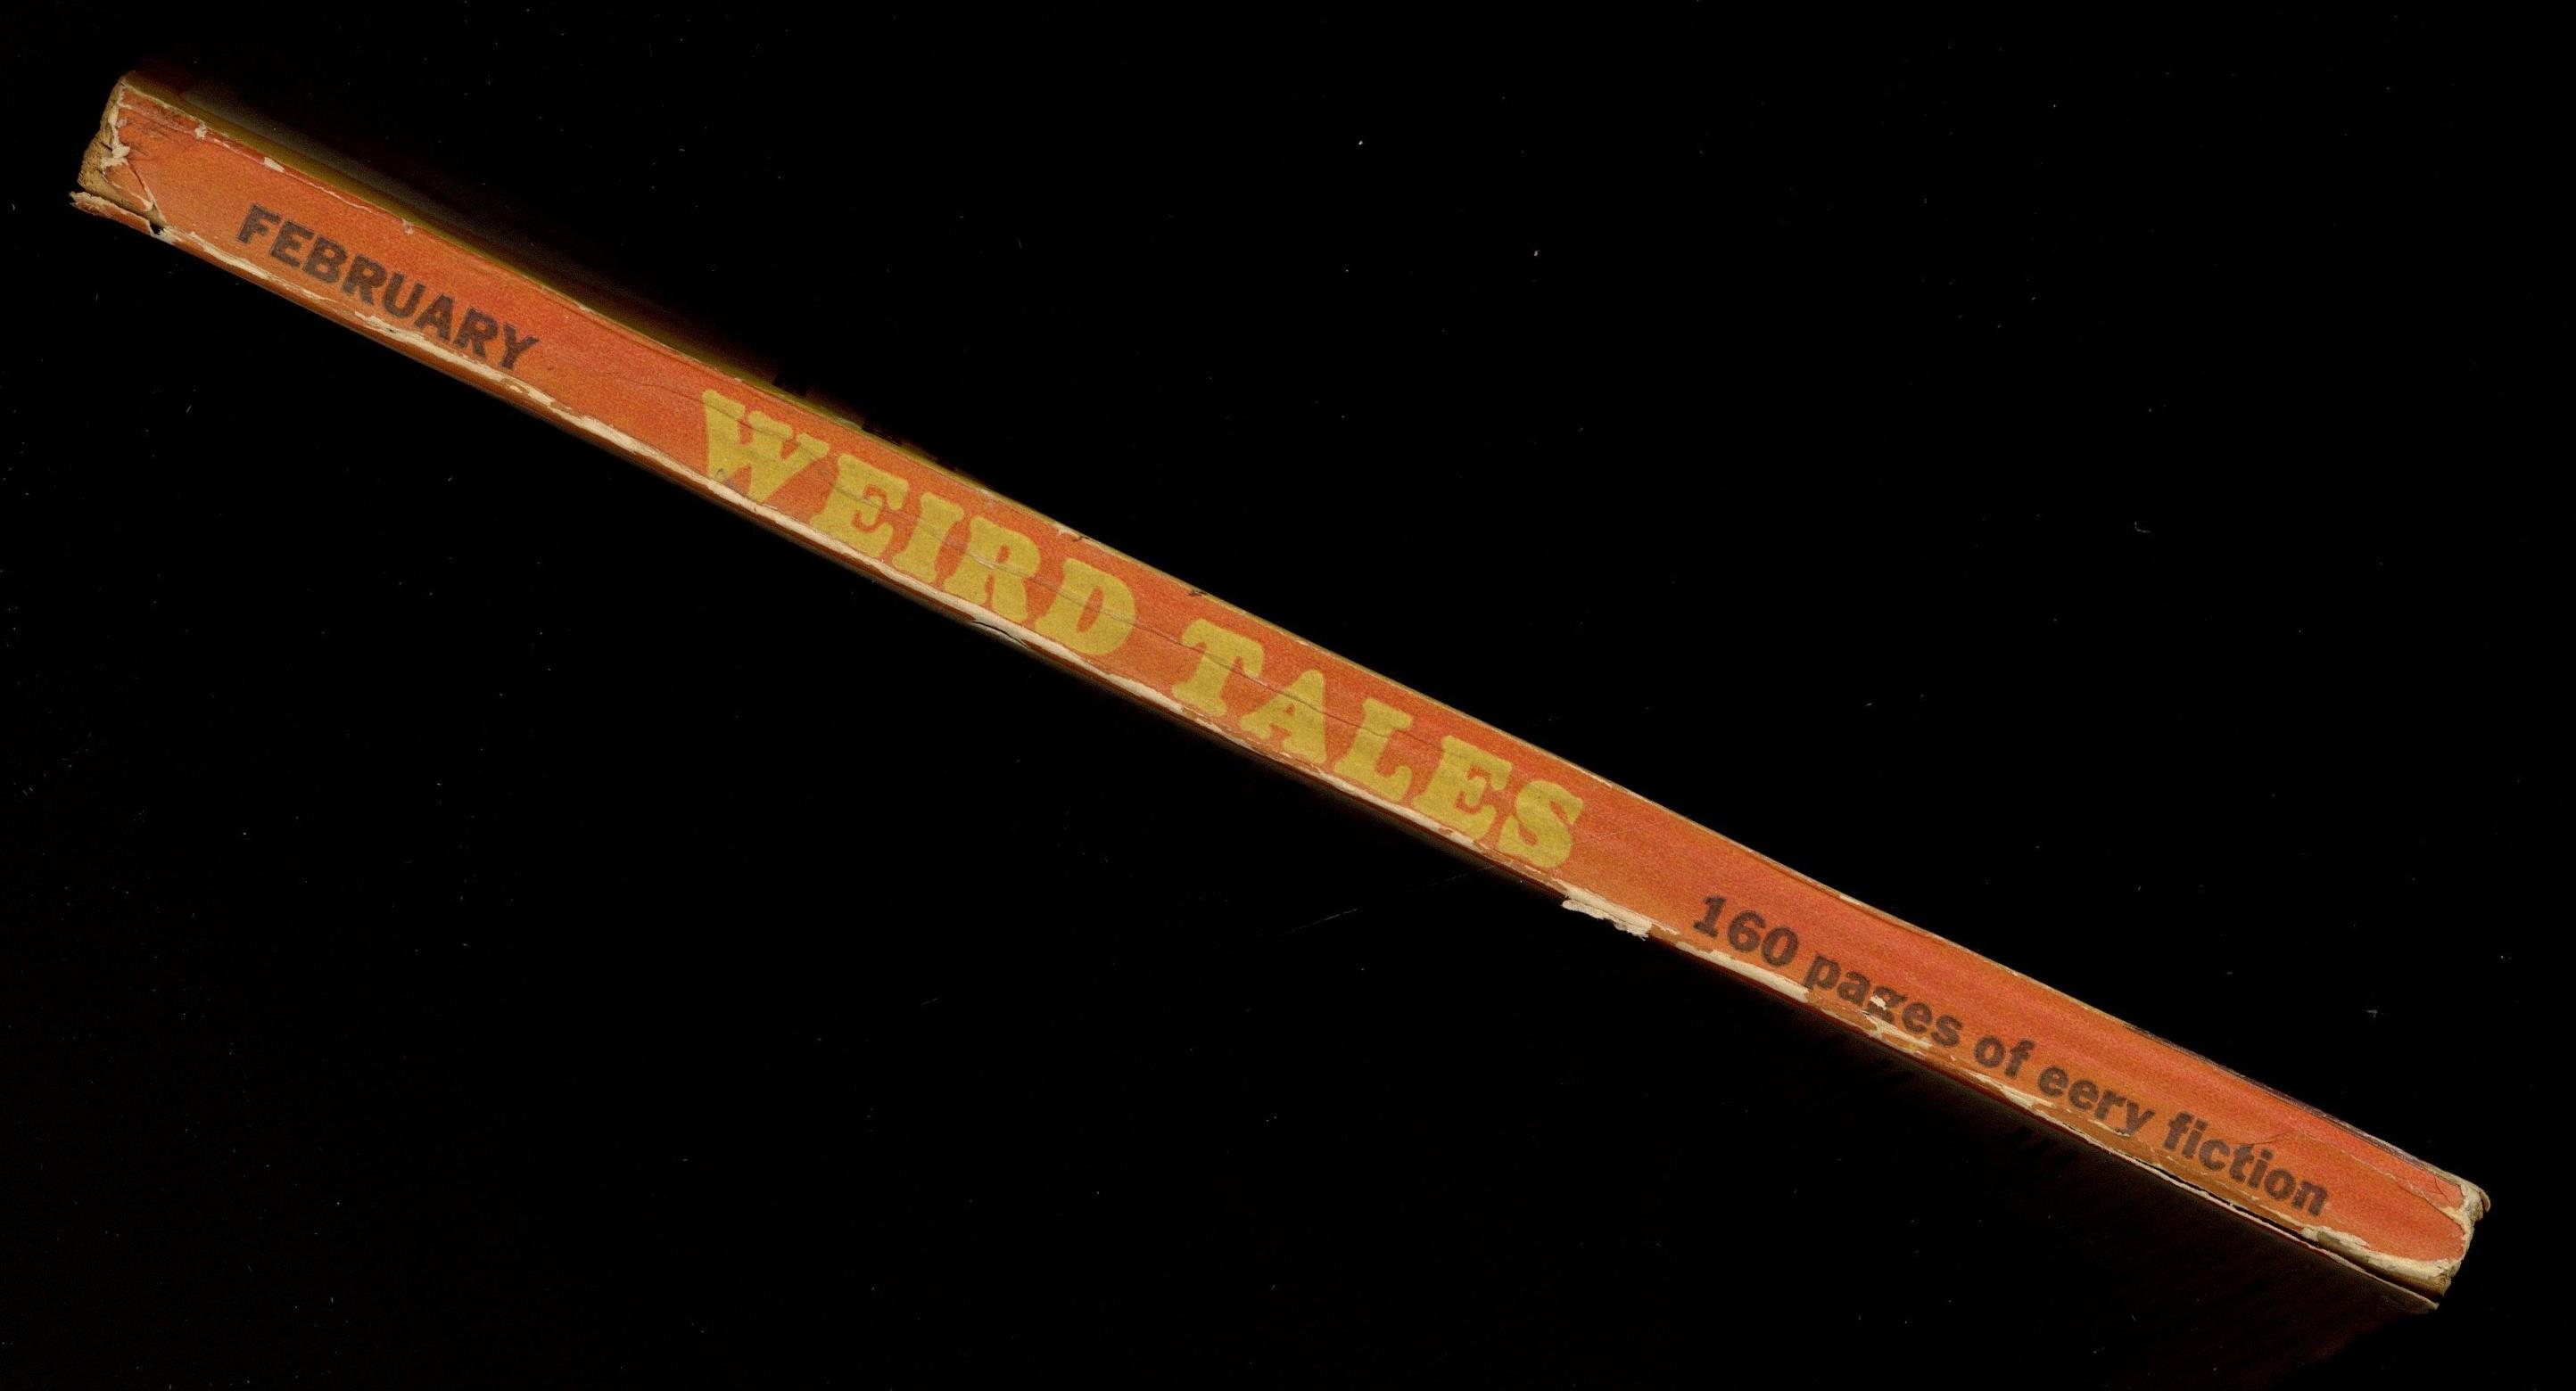 FEBRUARY
WEIRD TALES
160 pages of eery fiction